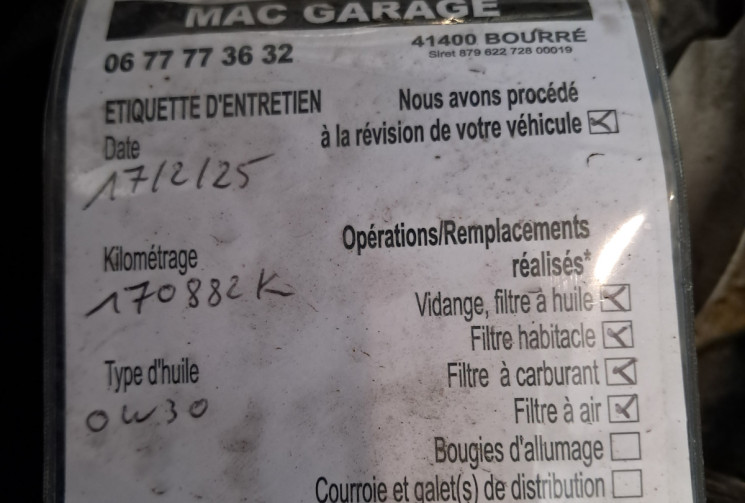 MAC GARAGE
06 77 77 36 32
41400 BOURRÉ
Siret 879 622 728 00019
ETIQUETTE D'ENTRETIEN
Nous avons procédé
à la révision de votre véhicule
Date
17/2/25
Opérations/Remplacements
réalisés*
Kilométrage
170882K
Vidange, filtre à huile
Filtre habitacle
Type d'huile
0W30
Filtre à carburant
Filtre à air
Bougies d'allumage
Courroie et galet(s) de distribution